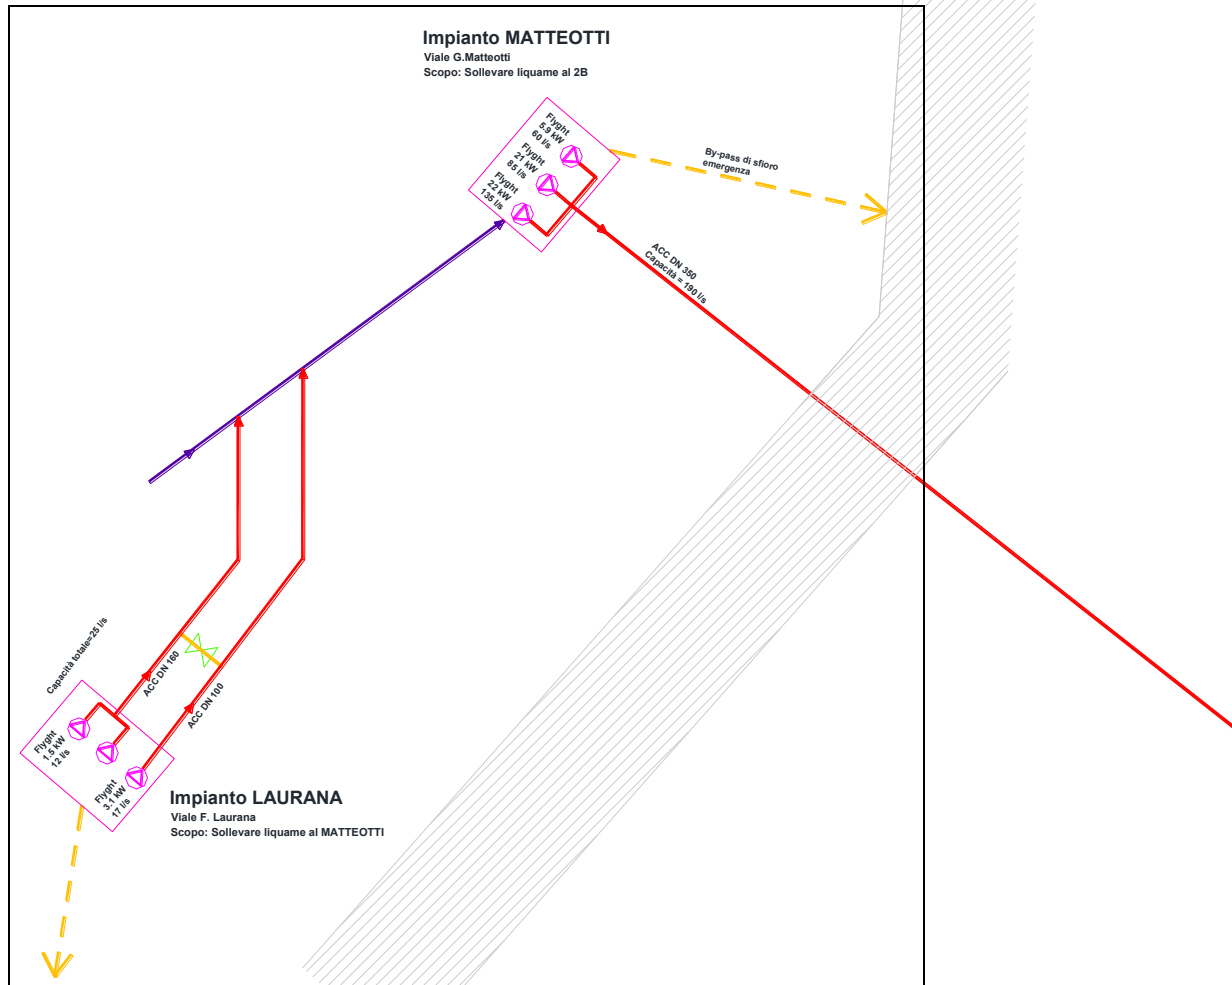 Impianto MATTEOTTI
Viale G.Matteotti
Scopo: Sollevare liquame al 2B
Flyght
5.9 kW
60 l/s
Flyght
21 kW
85 l/s
Flyght
22 kW
135 l/s
By-pass di sfioro
emergenza
ACC DN 350
Capacità = 190 l/s
Capacità totale=25 l/s
ACC DN 160
ACC DN 100
Flyght
1.5 kW
12 l/s
Flyght
3.1 kW
17 l/s
Impianto LAURANA
Viale F. Laurana
Scopo: Sollevare liquame al MATTEOTTI